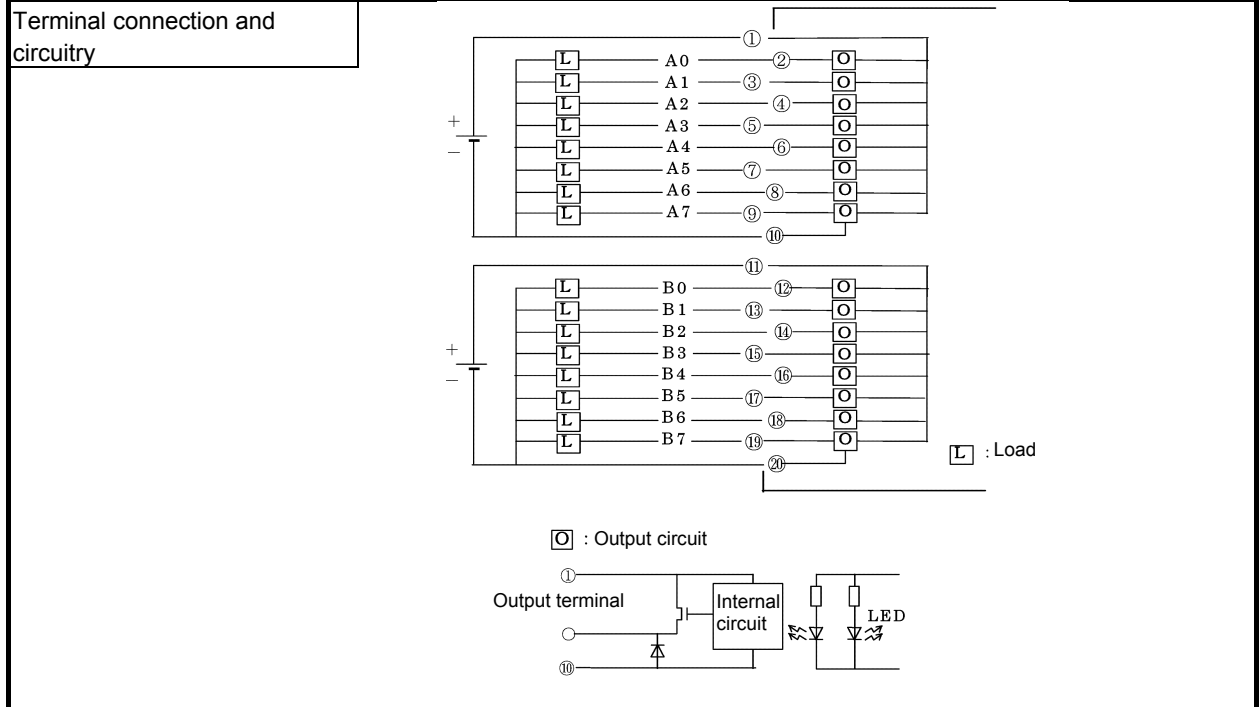 Terminal connection and
circuitry
①
L A0 ② O
L A1 ③ O
L A2 ④ O
+ L A3 ⑤ O
− L A4 ⑥ O
L A5 ⑦ O
L A6 ⑧ O
L A7 ⑨ O
⑩
⑪
L B0 ⑫ O
L B1 ⑬ O
L B2 ⑭ O
+ L B3 ⑮ O
− L B4 ⑯ O
L B5 ⑰ O
L B6 ⑱ O
L B7 ⑲ O
L : Load
⑳
O : Output circuit
①
Output terminal
Internal
circuit
LED
⑩